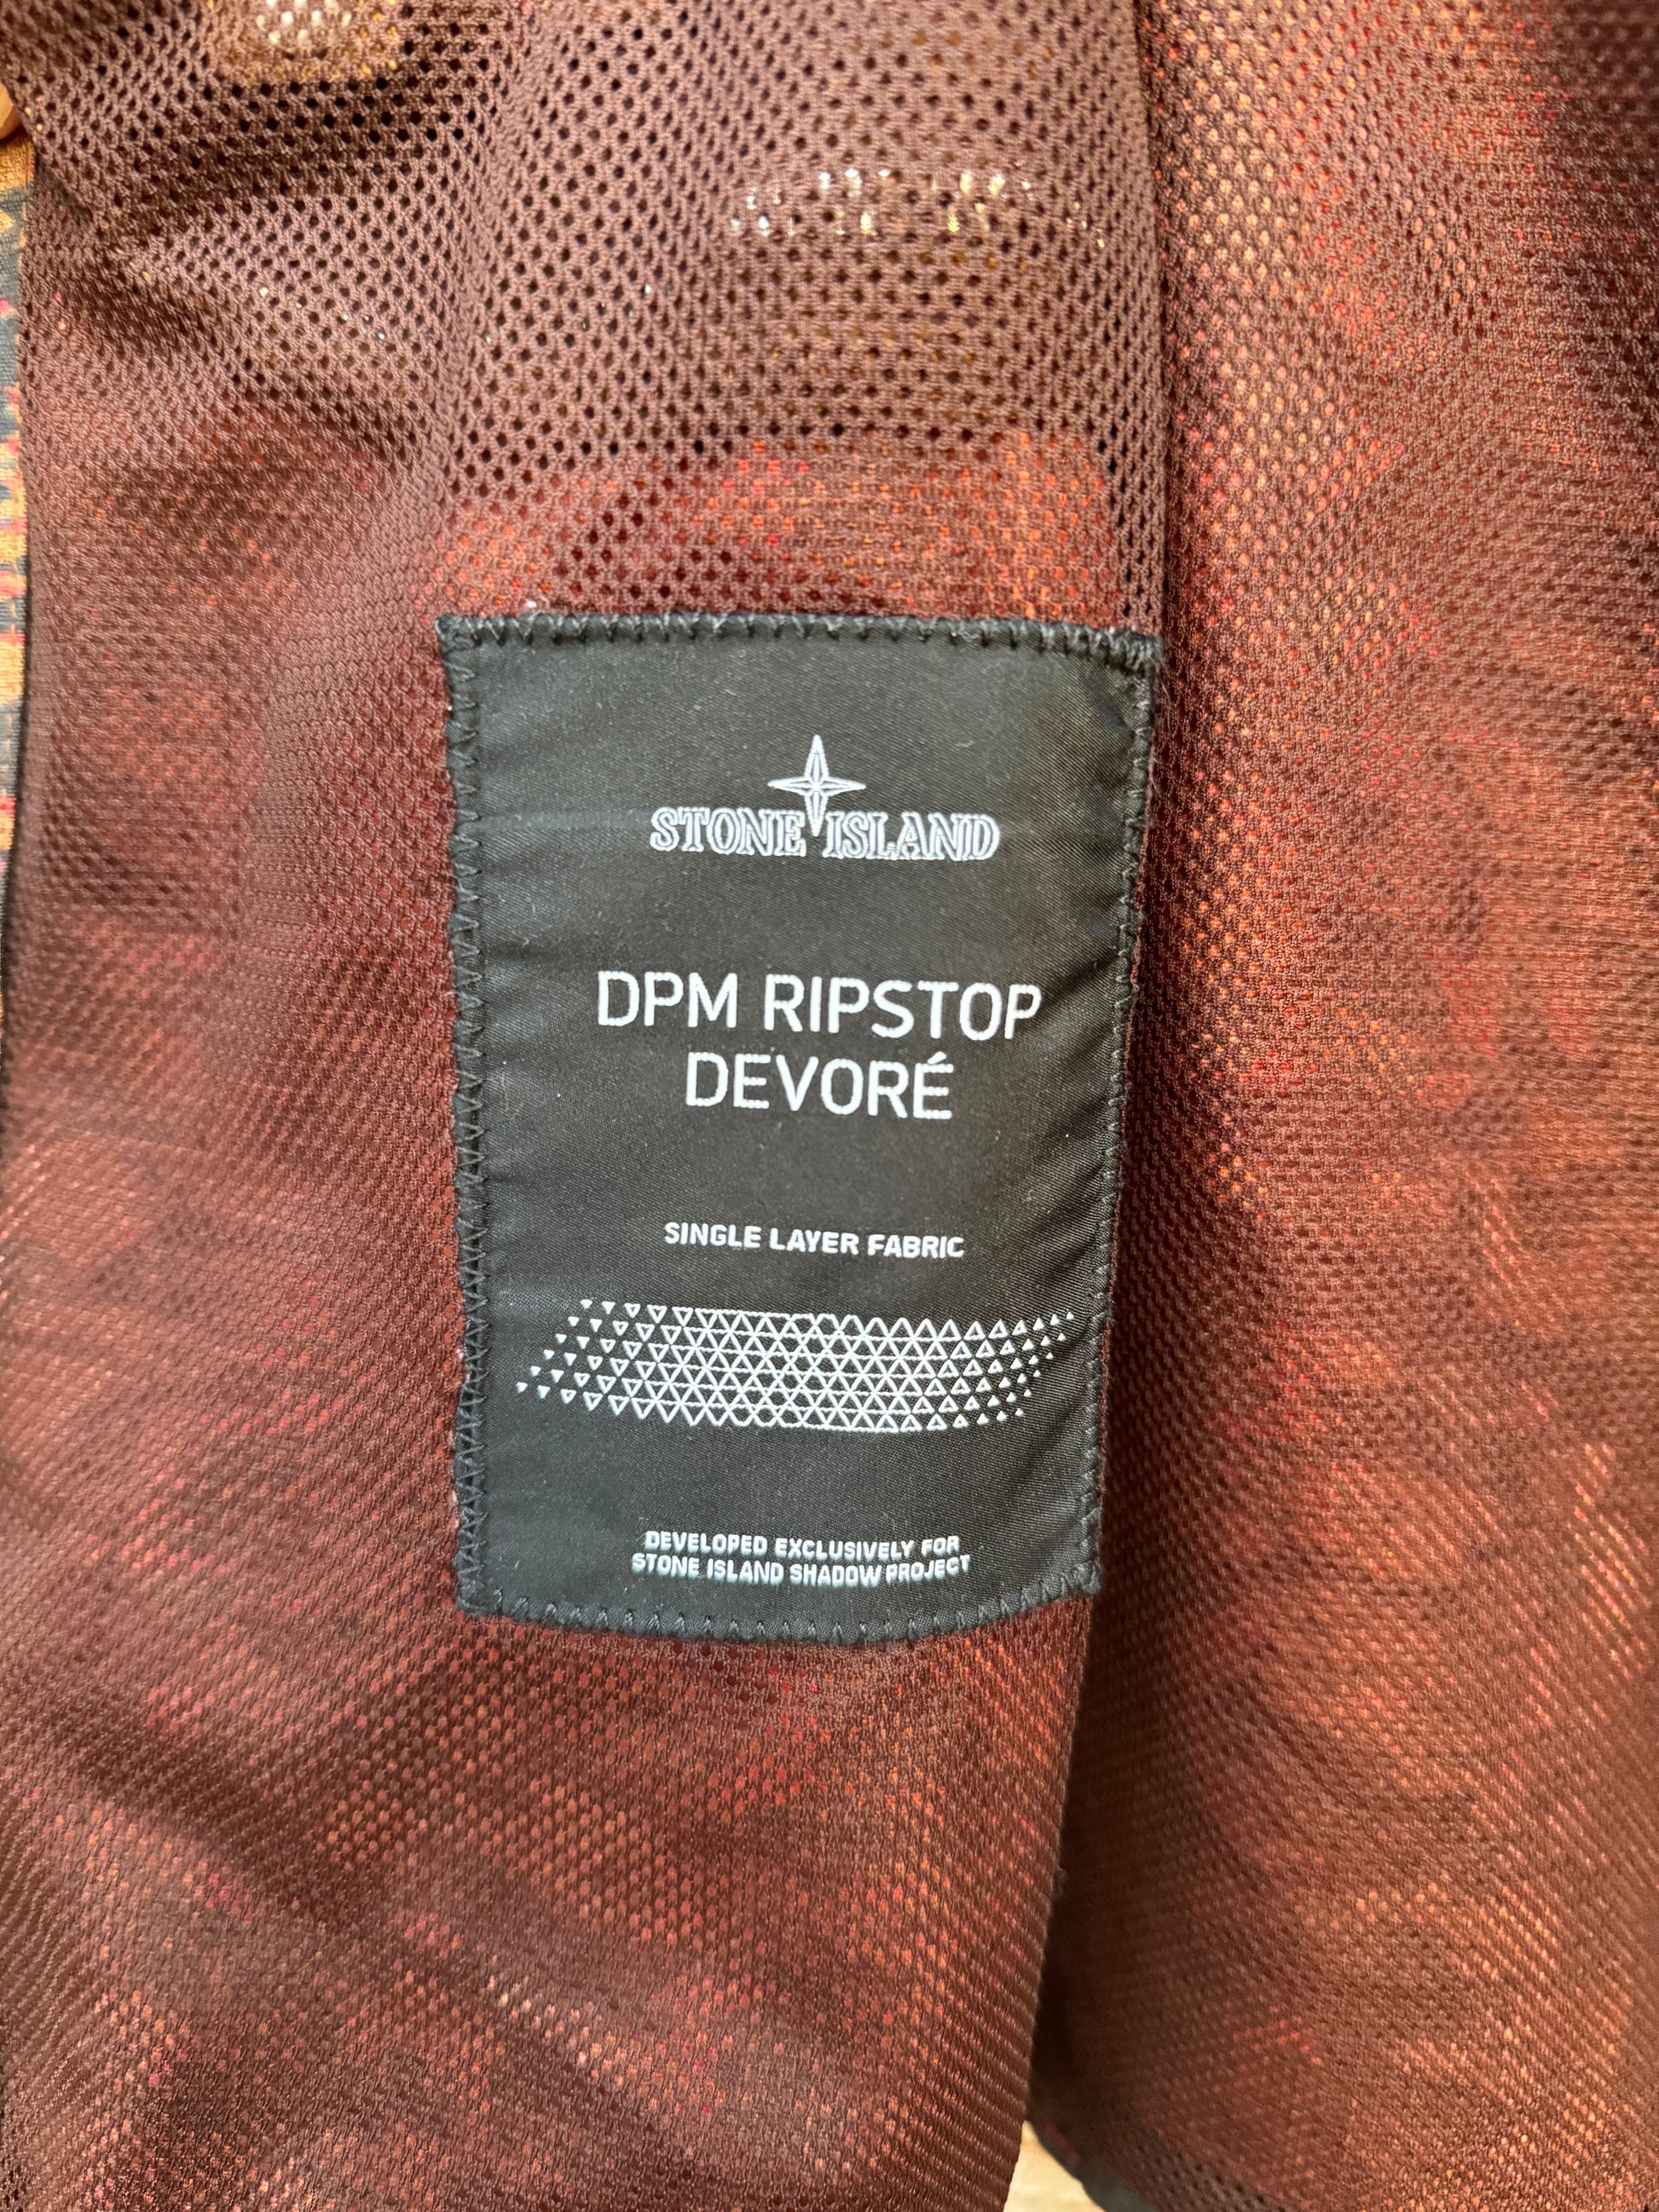 STONE ISLAND
DPM RIPSTOP
DEVORÉ
SINGLE LAYER FABRIC
DEVELOPED EXCLUSIVELY FOR
STONE ISLAND SHADOW PROJECT